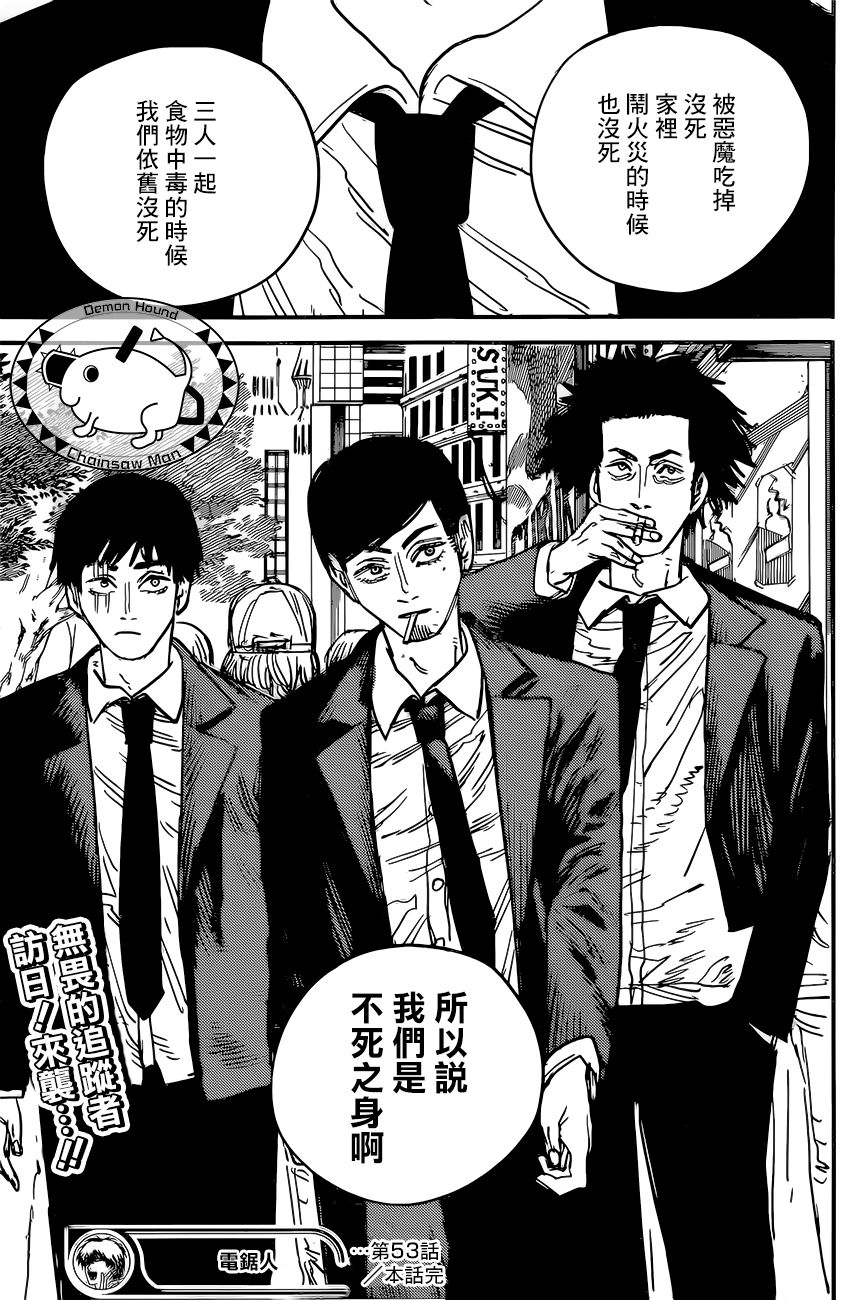 被惡魔吃掉
沒死
家裡
鬧火災的時候
也沒死
三人一起
食物中毒的時候
我們依舊沒死
Demon Hound
Chainsaw Man
SUKI
所以説
我們是
不死之身啊
無畏的追蹤者
訪日!!來襲…!!
電鋸人
…第53話
／本話完